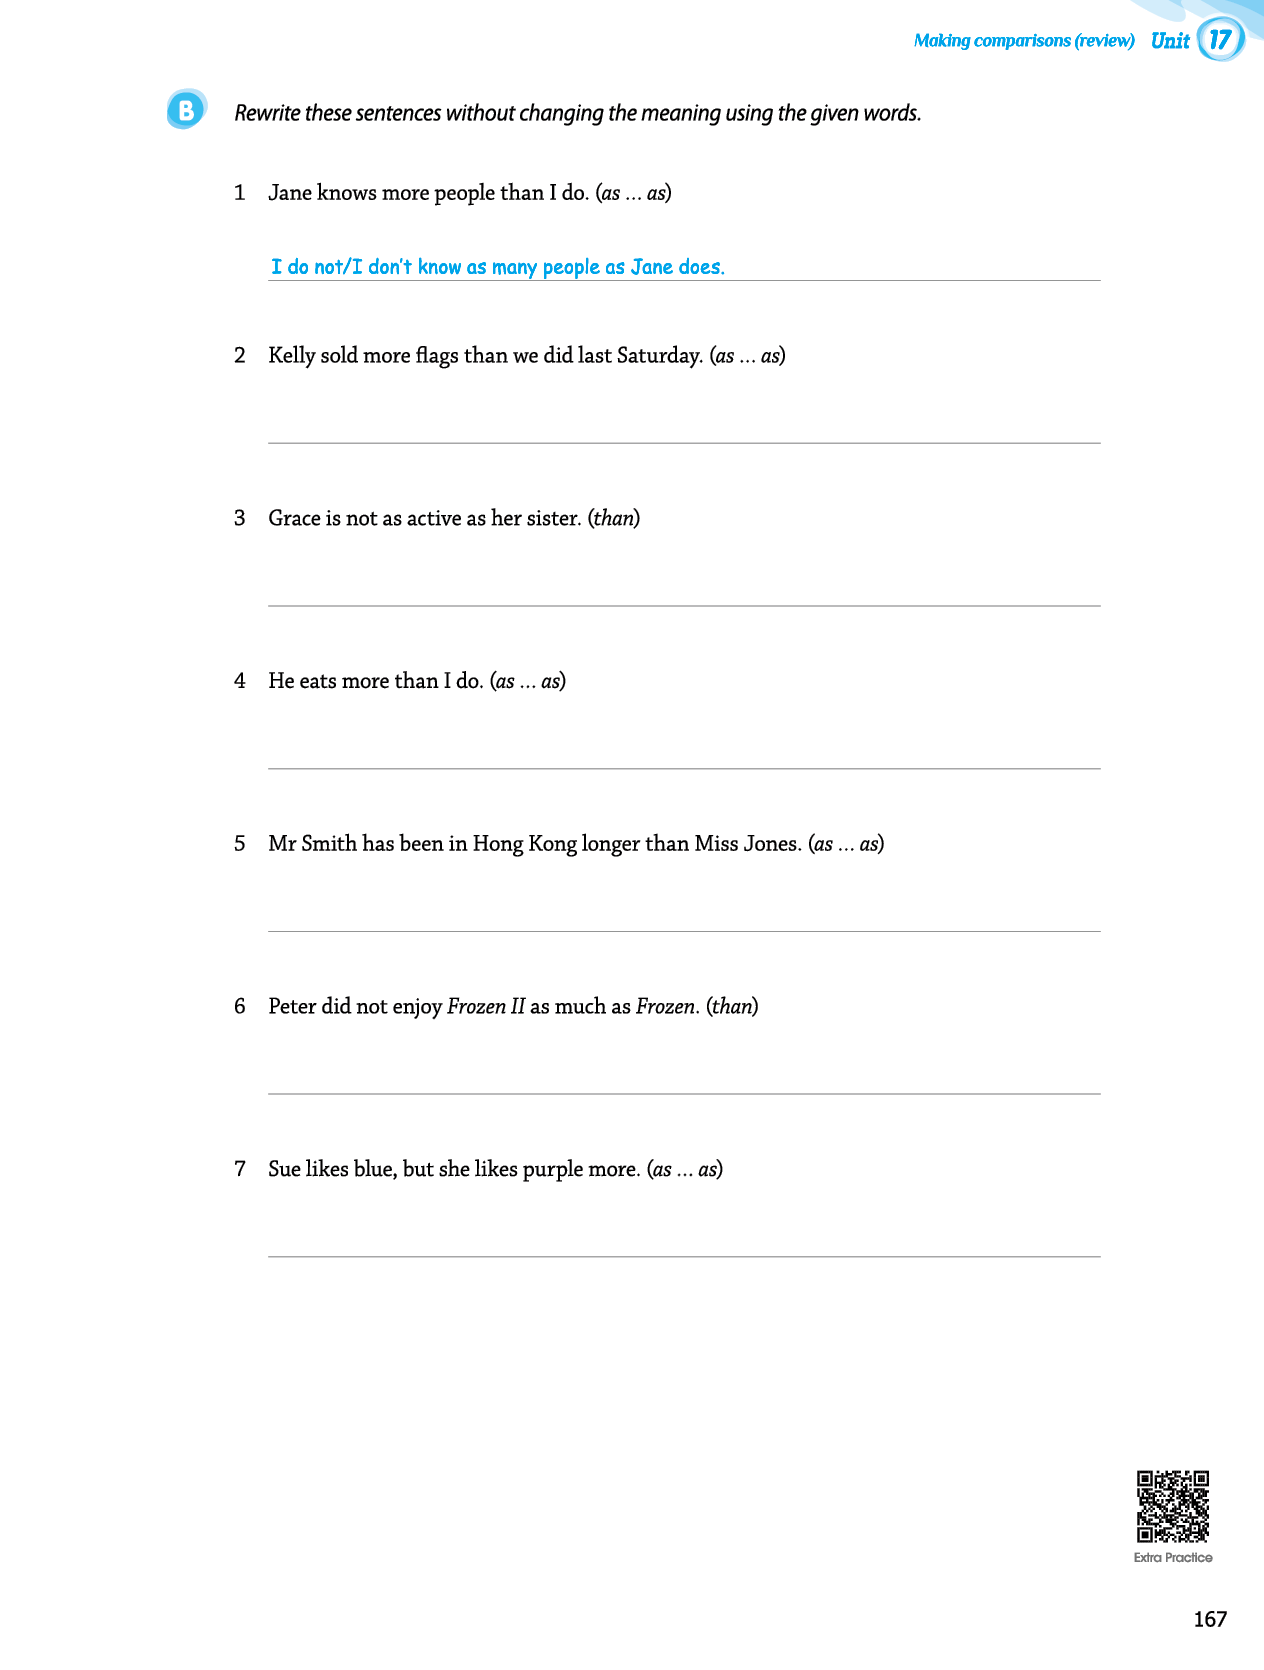 Making comparisons (review) Unit 17
B Rewrite these sentences without changing the meaning using the given words.
1 Jane knows more people than I do. (as … as)
I do not/I don't know as many people as Jane does.
2 Kelly sold more flags than we did last Saturday. (as … as)
3 Grace is not as active as her sister. (than)
4 He eats more than I do. (as … as)
5 Mr Smith has been in Hong Kong longer than Miss Jones. (as … as)
6 Peter did not enjoy Frozen II as much as Frozen. (than)
7 Sue likes blue, but she likes purple more. (as … as)
Extra Practice
167